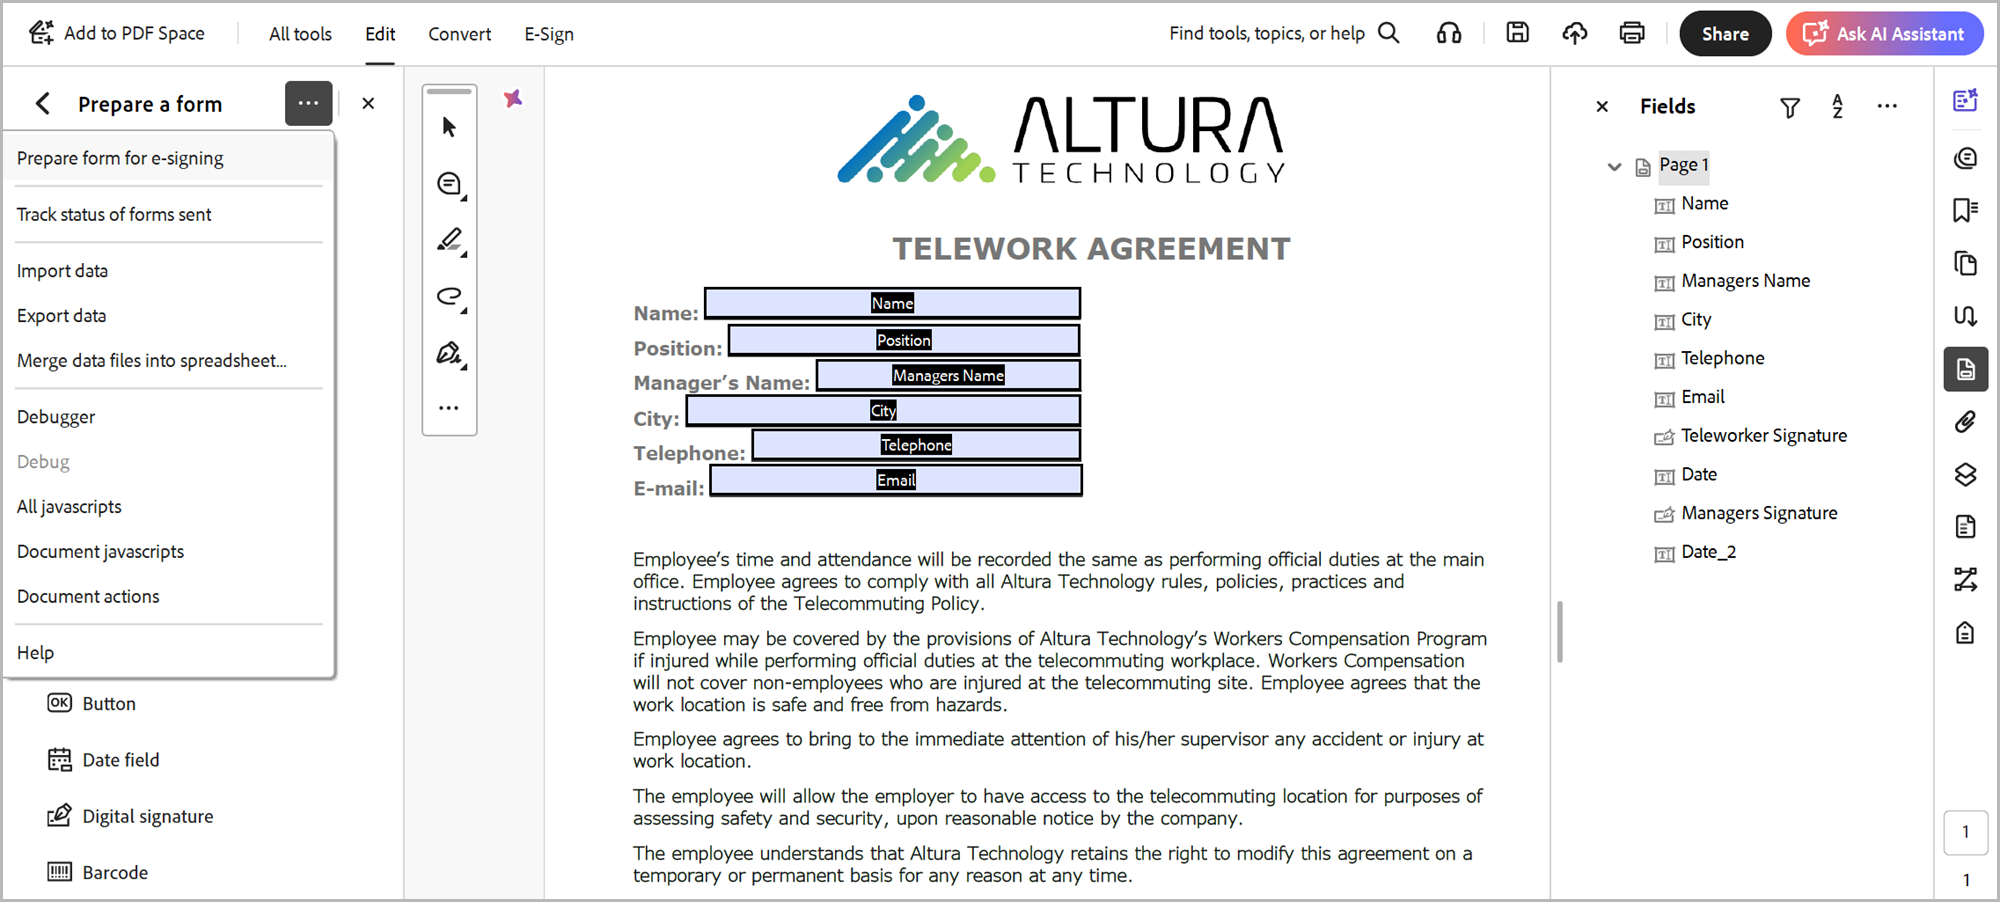 Add to PDF Space
All tools
Edit
Convert
E-Sign
Find tools, topics, or help
Share
Ask AI Assistant
Prepare a form
Prepare form for e-signing
Track status of forms sent
Import data
Export data
Merge data files into spreadsheet...
Debugger
Debug
All javascripts
Document javascripts
Document actions
Help
OK Button
Date field
Digital signature
Barcode
ALTURA
TECHNOLOGY
TELEWORK AGREEMENT
Name: Name
Position: Position
Manager’s Name: Managers Name
City: City
Telephone: Telephone
E-mail: Email
Employee’s time and attendance will be recorded the same as performing official duties at the main
office. Employee agrees to comply with all Altura Technology rules, policies, practices and
instructions of the Telecommuting Policy.
Employee may be covered by the provisions of Altura Technology’s Workers Compensation Program
if injured while performing official duties at the telecommuting workplace. Workers Compensation
will not cover non-employees who are injured at the telecommuting site. Employee agrees that the
work location is safe and free from hazards.
Employee agrees to bring to the immediate attention of his/her supervisor any accident or injury at
work location.
The employee will allow the employer to have access to the telecommuting location for purposes of
assessing safety and security, upon reasonable notice by the company.
The employee understands that Altura Technology retains the right to modify this agreement on a
temporary or permanent basis for any reason at any time.
Fields
A
Z
Page 1
Name
Position
Managers Name
City
Telephone
Email
Teleworker Signature
Date
Managers Signature
Date_2
1
1